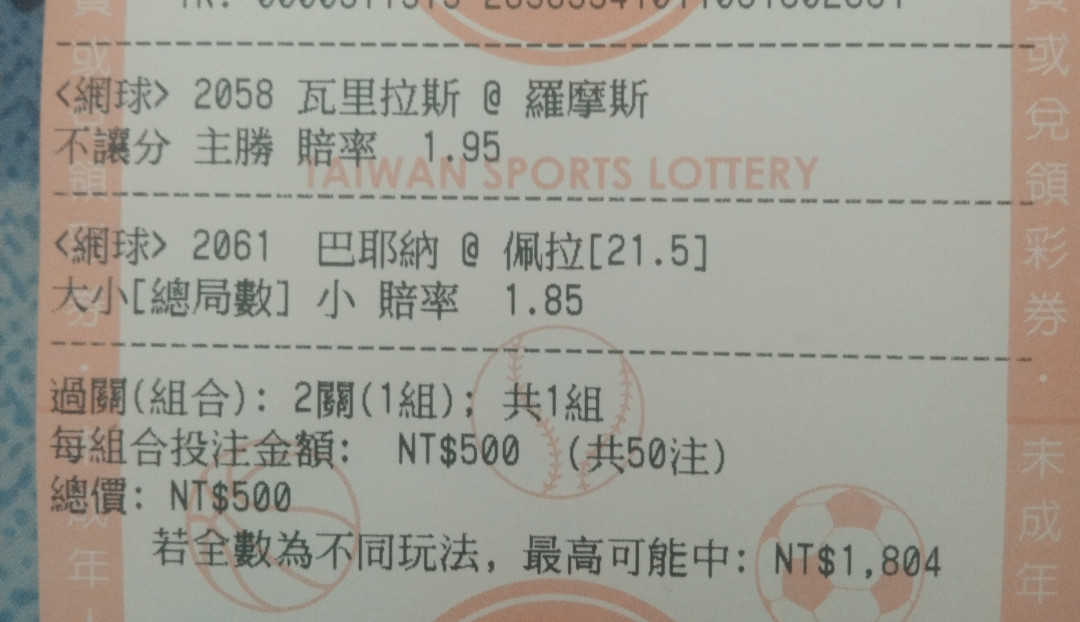 <網球> 2058 瓦里拉斯 @ 羅摩斯
不讓分 主勝 賠率 1.95
TAIWAN SPORTS LOTTERY
<網球> 2061 巴耶納 @ 佩拉[21.5]
大小[總局數] 小 賠率 1.85
過關(組合): 2關(1組); 共1組
每組合投注金額: NT$500 (共50注)
總價: NT$500
若全數為不同玩法, 最高可能中: NT$1,804
或兌領彩券·未成年